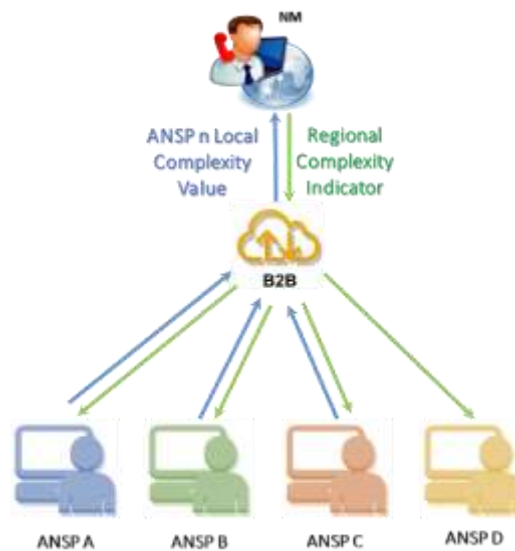 NM
ANSP n Local
Complexity
Value
Regional
Complexity
Indicator
B2B
ANSP A
ANSP B
ANSP C
ANSP D